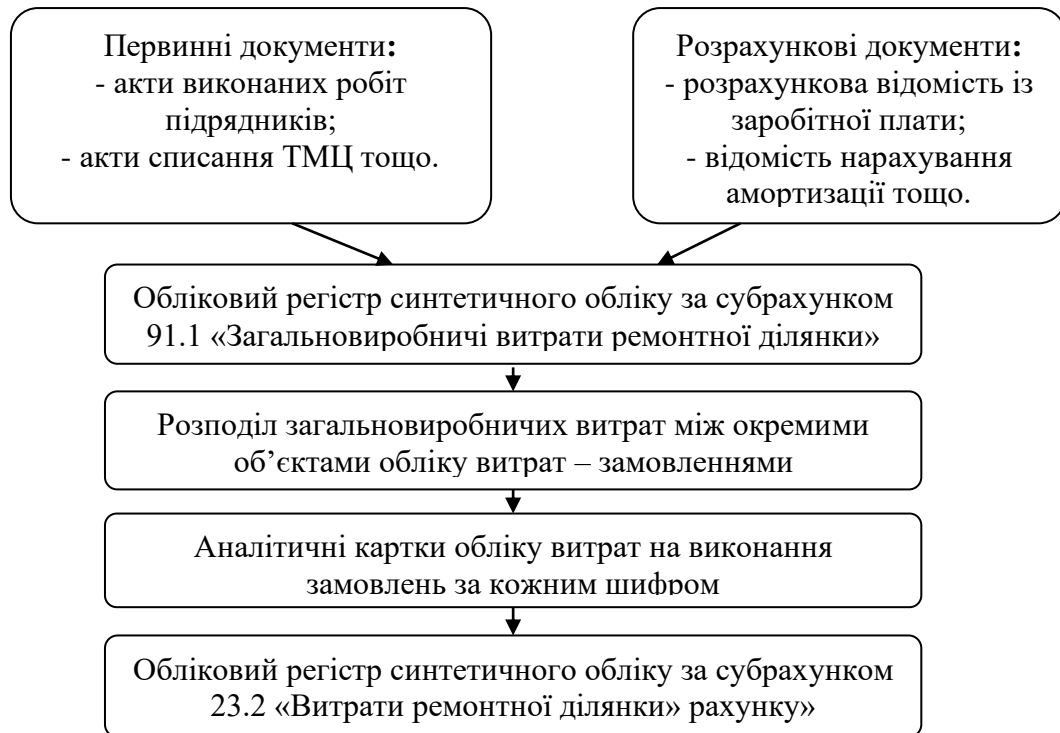 Первинні документи:
- акти виконаних робіт
підрядників;
- акти списання ТМЦ тощо.
Розрахункові документи:
- розрахункова відомість із
заробітної плати;
- відомість нарахування
амортизації тощо.
Обліковий регістр синтетичного обліку за субрахунком
91.1 «Загальновиробничі витрати ремонтної ділянки»
Розподіл загальновиробничих витрат між окремими
об’єктами обліку витрат – замовленнями
Аналітичні картки обліку витрат на виконання
замовлень за кожним шифром
Обліковий регістр синтетичного обліку за субрахунком
23.2 «Витрати ремонтної ділянки» рахунку»